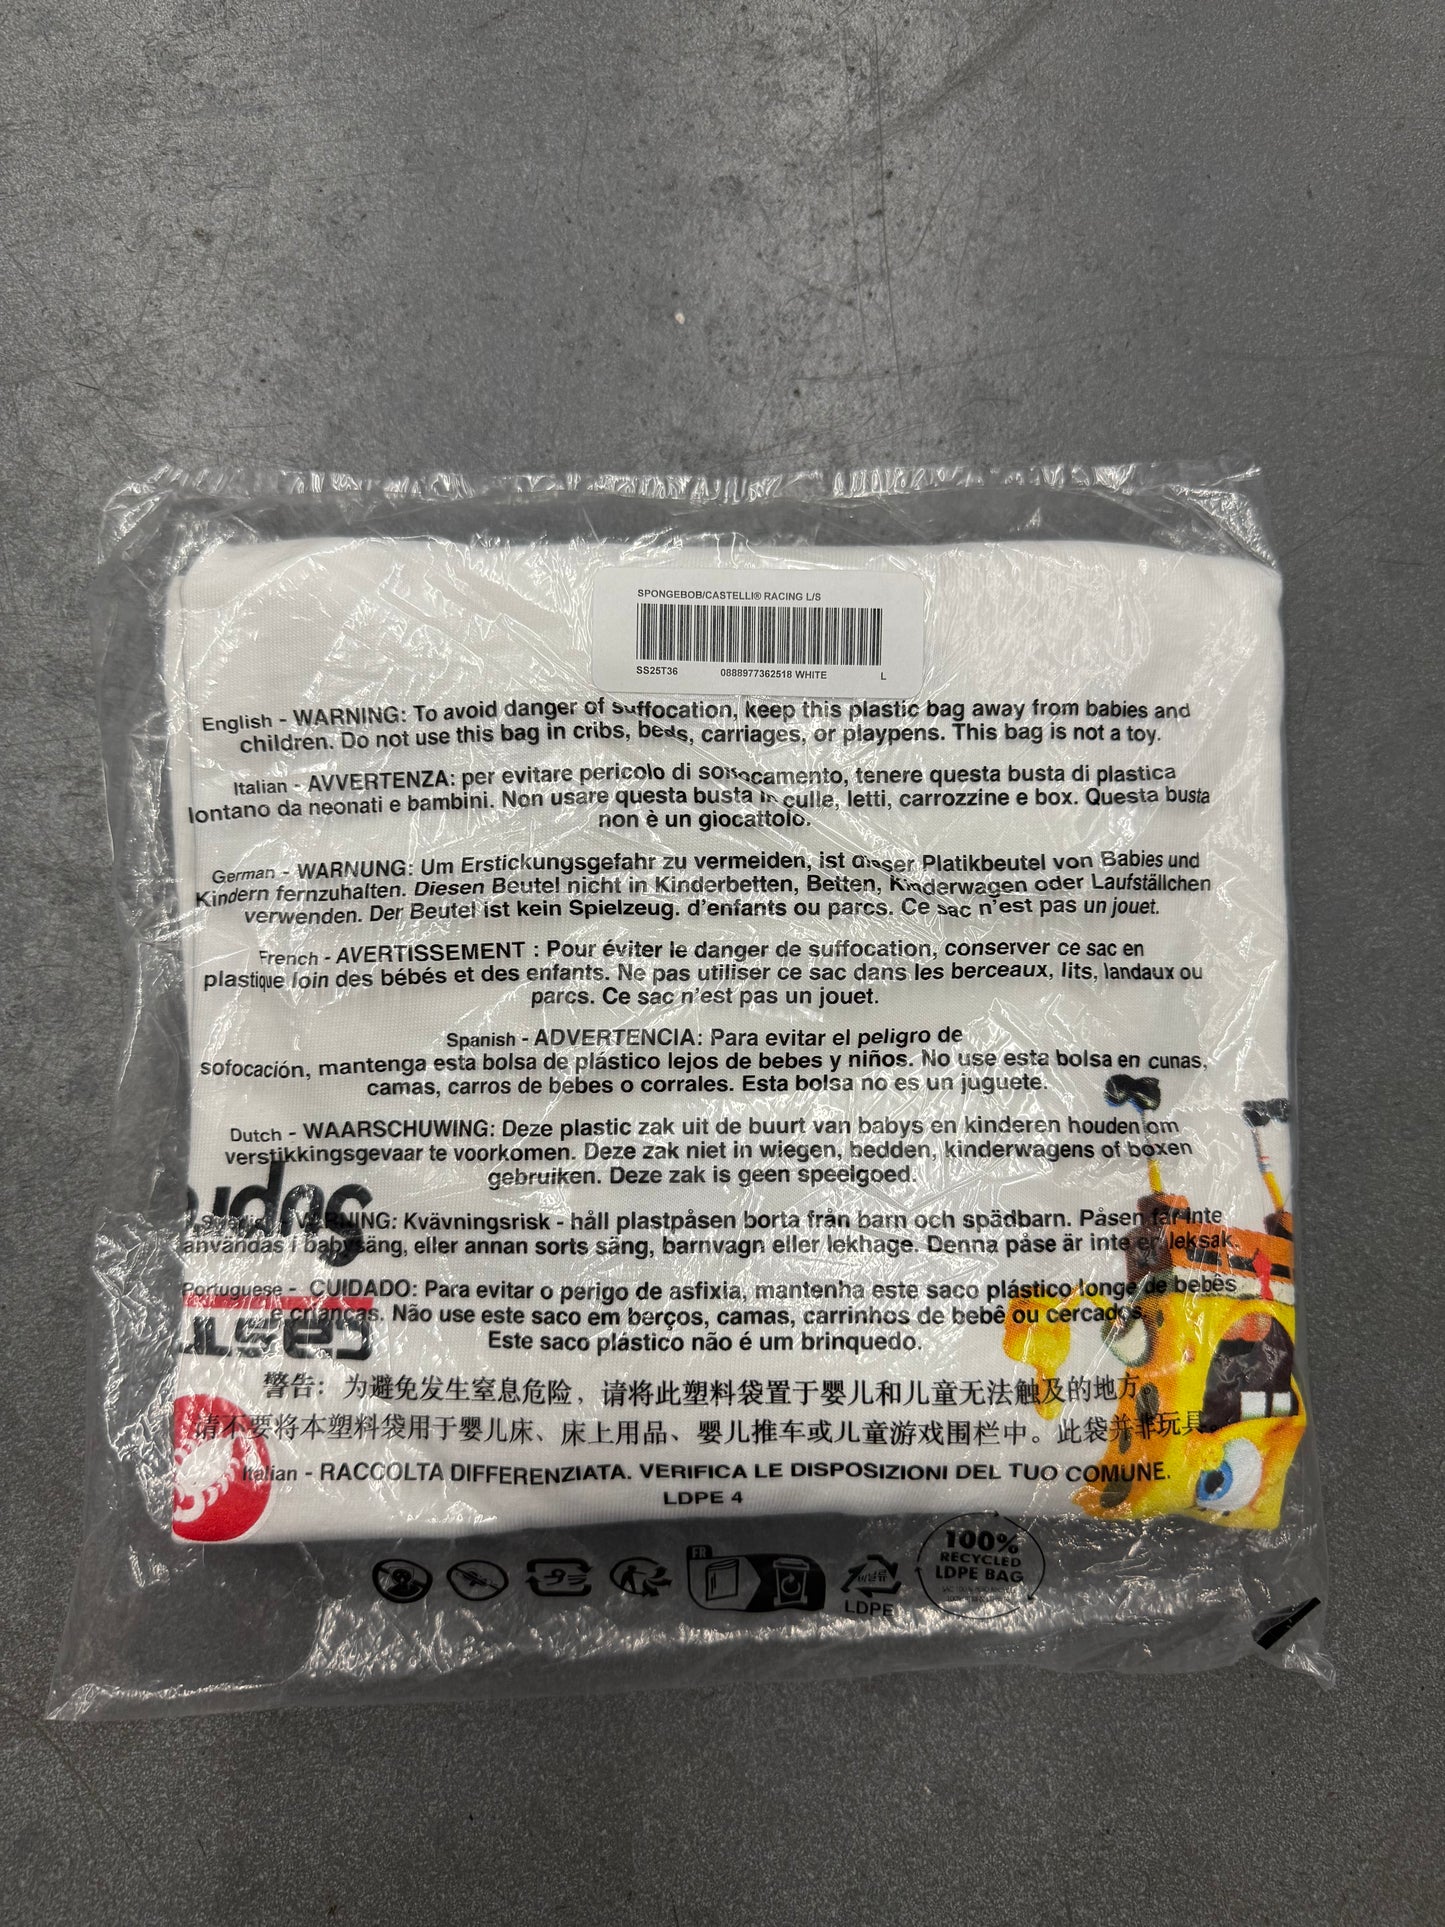 SPONGEBOB/CASTELLI® RACING L/S
SS25T36 0888977362518 WHITE L
English - WARNING: To avoid danger of suffocation, keep this plastic bag away from babies and
children. Do not use this bag in cribs, beds, carriages, or playpens. This bag is not a toy.
Italian - AVVERTENZA: per evitare pericolo di soffocamento, tenere questa busta di plastica
lontano da neonati e bambini. Non usare questa busta in culle, letti, carrozzine e box. Questa busta
non è un giocattolo.
German - WARNUNG: Um Erstickungsgefahr zu vermeiden, ist dieser Platikbeutel von Babies und
Kindern fernzuhalten. Diesen Beutel nicht in Kinderbetten, Betten, Kinderwagen oder Laufställchen
verwenden. Der Beutel ist kein Spielzeug. d'enfants ou parcs. Ce sac n'est pas un jouet.
French - AVERTISSEMENT : Pour éviter le danger de suffocation, conserver ce sac en
plastique loin des bébés et des enfants. Ne pas utiliser ce sac dans les berceaux, lits, landaux ou
parcs. Ce sac n'est pas un jouet.
Spanish - ADVERTENCIA: Para evitar el peligro de
sofocación, mantenga esta bolsa de plástico lejos de bebes y niños. No use esta bolsa en cunas,
camas, carros de bebes o corrales. Esta bolsa no es un juguete.
Dutch - WAARSCHUWING: Deze plastic zak uit de buurt van babys en kinderen houden om
verstikkingsgevaar te voorkomen. Deze zak niet in wiegen, bedden, kinderwagens of boxen
gebruiken. Deze zak is geen speelgoed.
Swedish - VARNING: Kvävningsrisk - håll plastpåsen borta från barn och spädbarn. Påsen får inte
användas i babysäng, eller annan sorts säng, barnvagn eller lekhage. Denna påse är inte en leksak.
Portuguese - CUIDADO: Para evitar o perigo de asfixia, mantenha este saco plástico longe de bebês
e crianças. Não use este saco em berços, camas, carrinhos de bebê ou cercados.
Este saco plástico não é um brinquedo.
警告：为避免发生窒息危险，请将此塑料袋置于婴儿和儿童无法触及的地方
请不要将本塑料袋用于婴儿床、床上用品、婴儿推车或儿童游戏围栏中。此袋并非玩具。
Italian - RACCOLTA DIFFERENZIATA. VERIFICA LE DISPOSIZIONI DEL TUO COMUNE.
LDPE 4
FR
LDPE
100%
RECYCLED
LDPE BAG